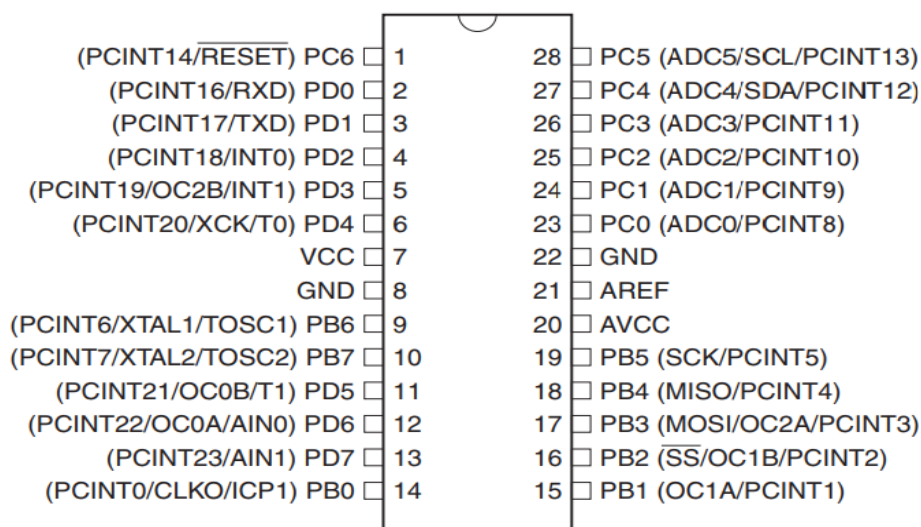 (PCINT14/RESET) PC6 1 28 PC5 (ADC5/SCL/PCINT13)
(PCINT16/RXD) PD0 2 27 PC4 (ADC4/SDA/PCINT12)
(PCINT17/TXD) PD1 3 26 PC3 (ADC3/PCINT11)
(PCINT18/INT0) PD2 4 25 PC2 (ADC2/PCINT10)
(PCINT19/OC2B/INT1) PD3 5 24 PC1 (ADC1/PCINT9)
(PCINT20/XCK/T0) PD4 6 23 PC0 (ADC0/PCINT8)
VCC 7 22 GND
GND 8 21 AREF
(PCINT6/XTAL1/TOSC1) PB6 9 20 AVCC
(PCINT7/XTAL2/TOSC2) PB7 10 19 PB5 (SCK/PCINT5)
(PCINT21/OC0B/T1) PD5 11 18 PB4 (MISO/PCINT4)
(PCINT22/OC0A/AIN0) PD6 12 17 PB3 (MOSI/OC2A/PCINT3)
(PCINT23/AIN1) PD7 13 16 PB2 (SS/OC1B/PCINT2)
(PCINT0/CLKO/ICP1) PB0 14 15 PB1 (OC1A/PCINT1)